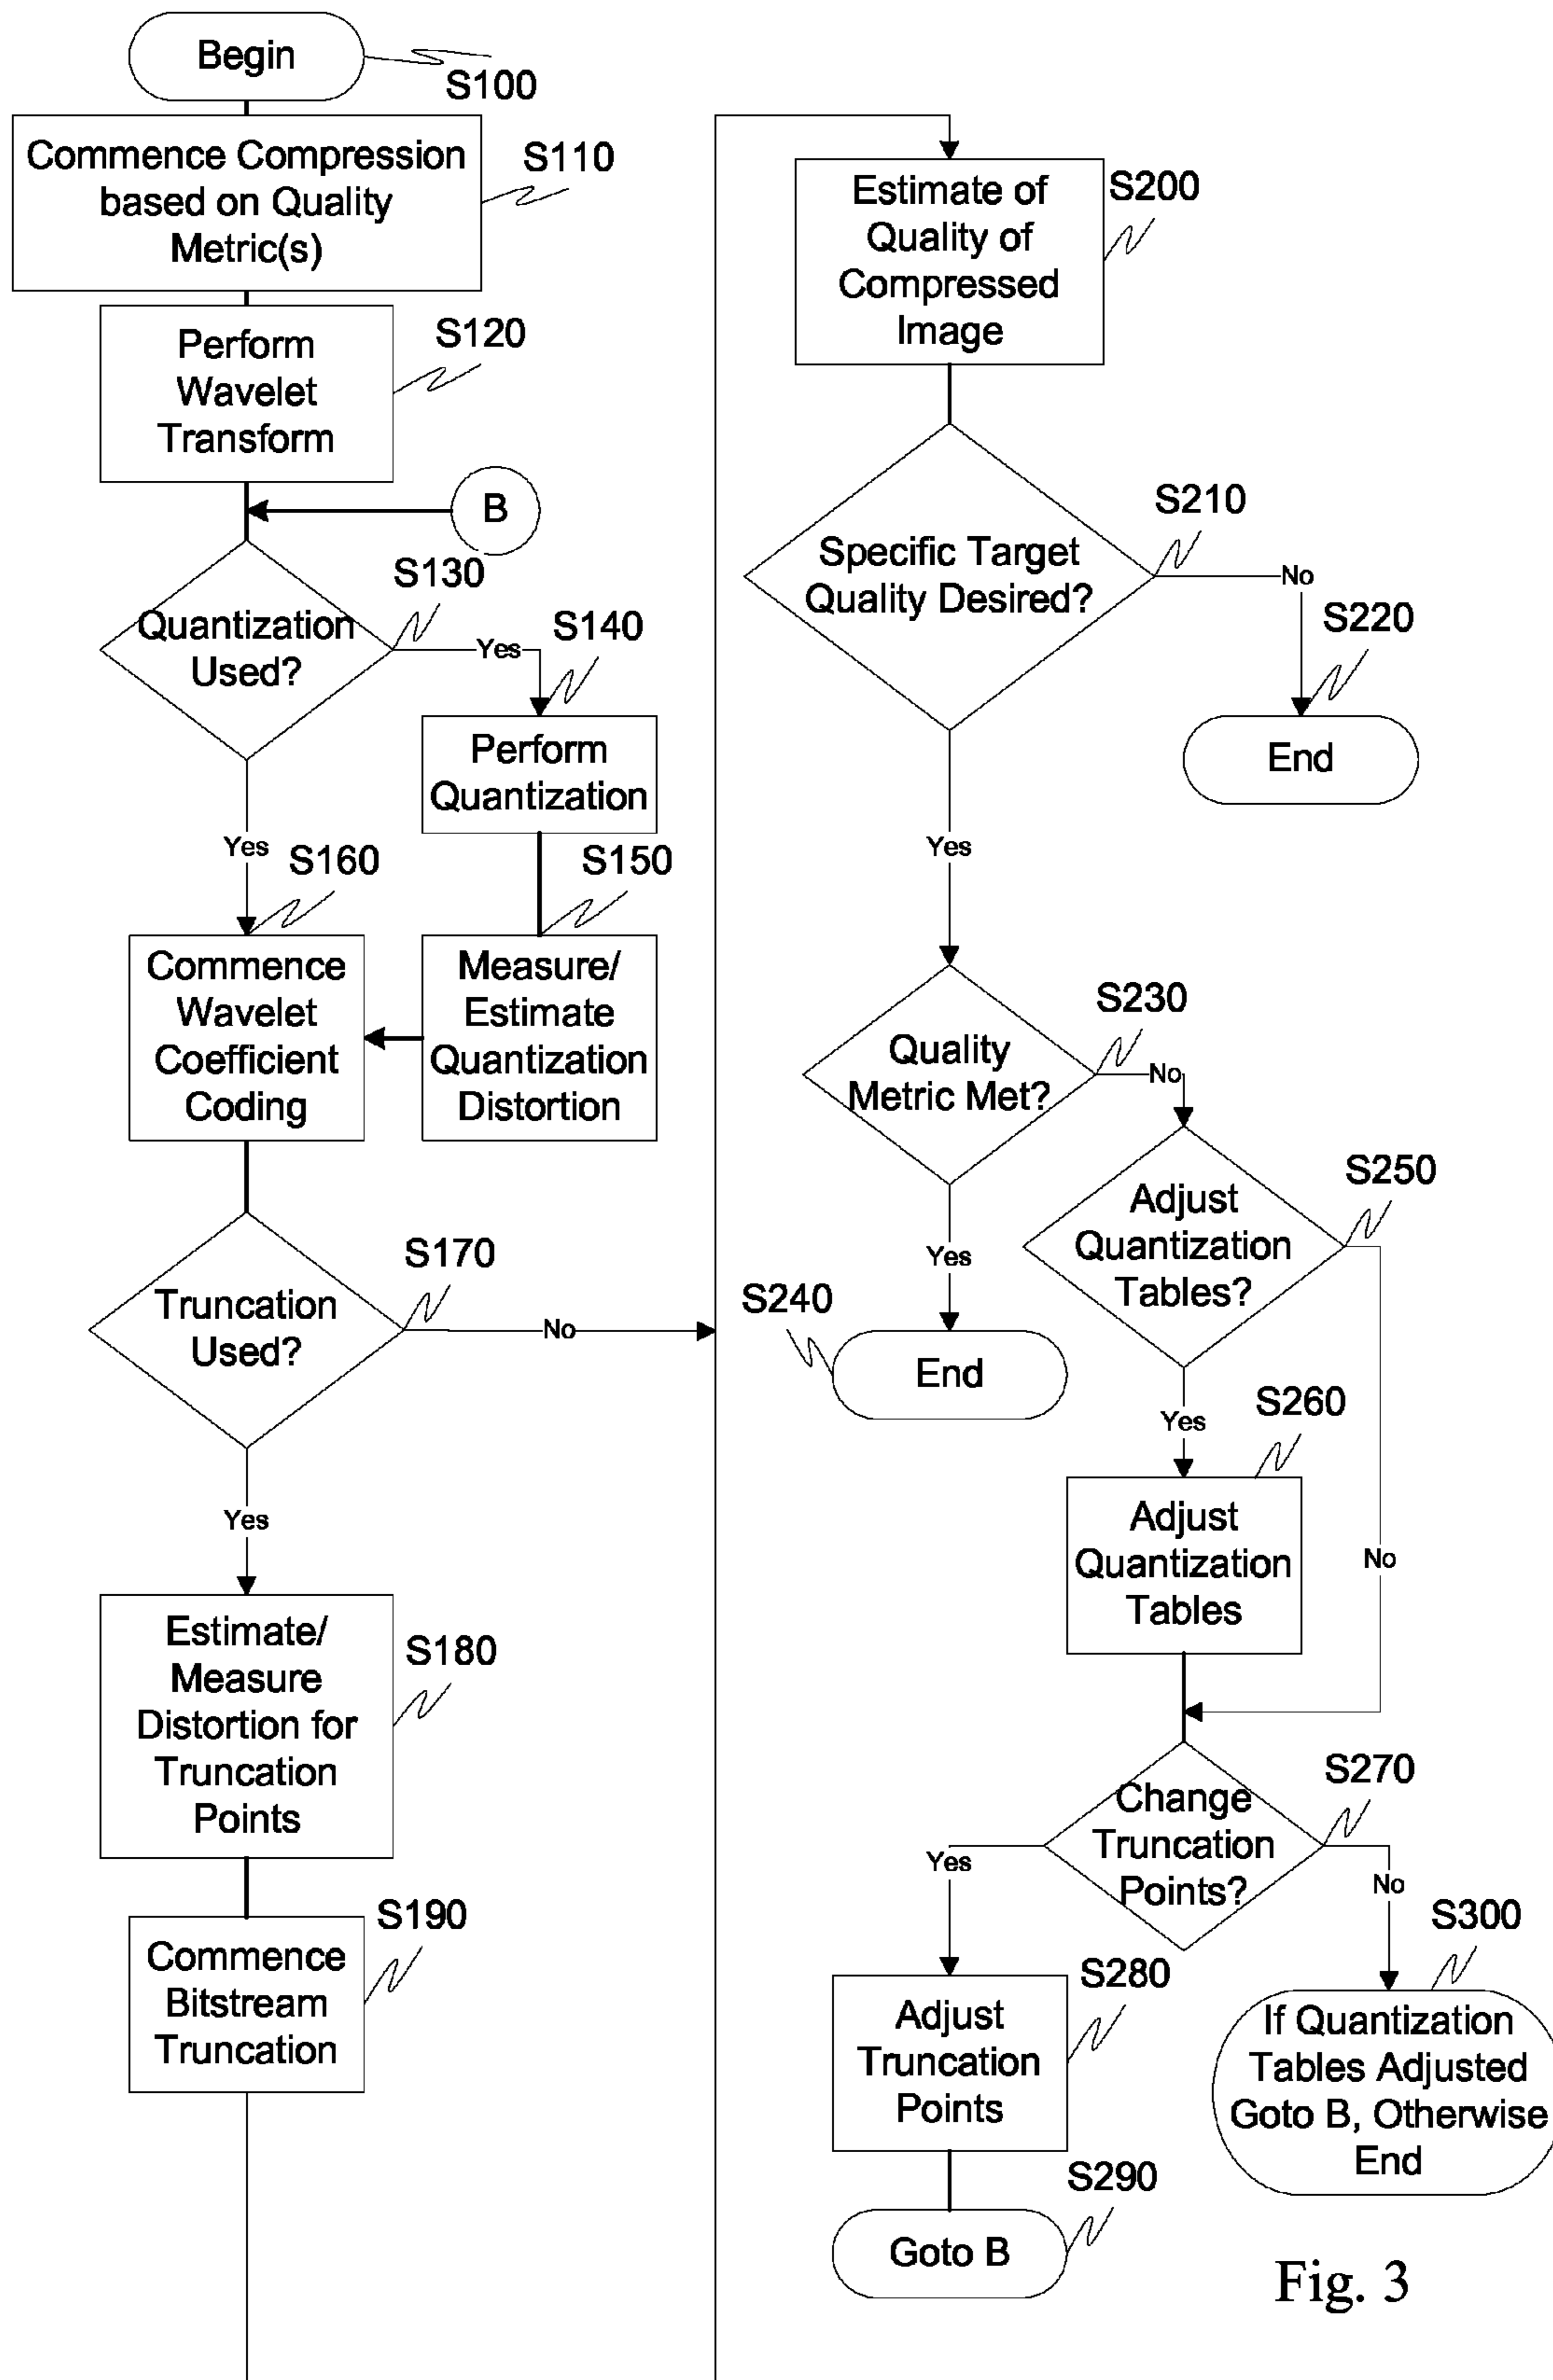 Begin
S100
Commence Compression
based on Quality
Metric(s)
S110
Perform
Wavelet
Transform
S120
B
Quantization
Used?
S130
Yes
S140
Perform
Quantization
Yes
S160
S150
Commence
Wavelet
Coefficient
Coding
Measure/
Estimate
Quantization
Distortion
Truncation
Used?
S170
No
Yes
Estimate/
Measure
Distortion for
Truncation
Points
S180
Commence
Bitstream
Truncation
S190
Estimate of
Quality of
Compressed
Image
S200
Specific Target
Quality Desired?
S210
No
S220
End
Yes
Quality
Metric Met?
S230
No
Yes
S240
End
Adjust
Quantization
Tables?
S250
Yes
S260
Adjust
Quantization
Tables
No
Change
Truncation
Points?
S270
Yes
No
S280
Adjust
Truncation
Points
S300
If Quantization
Tables Adjusted
Goto B, Otherwise
End
S290
Goto B
Fig. 3